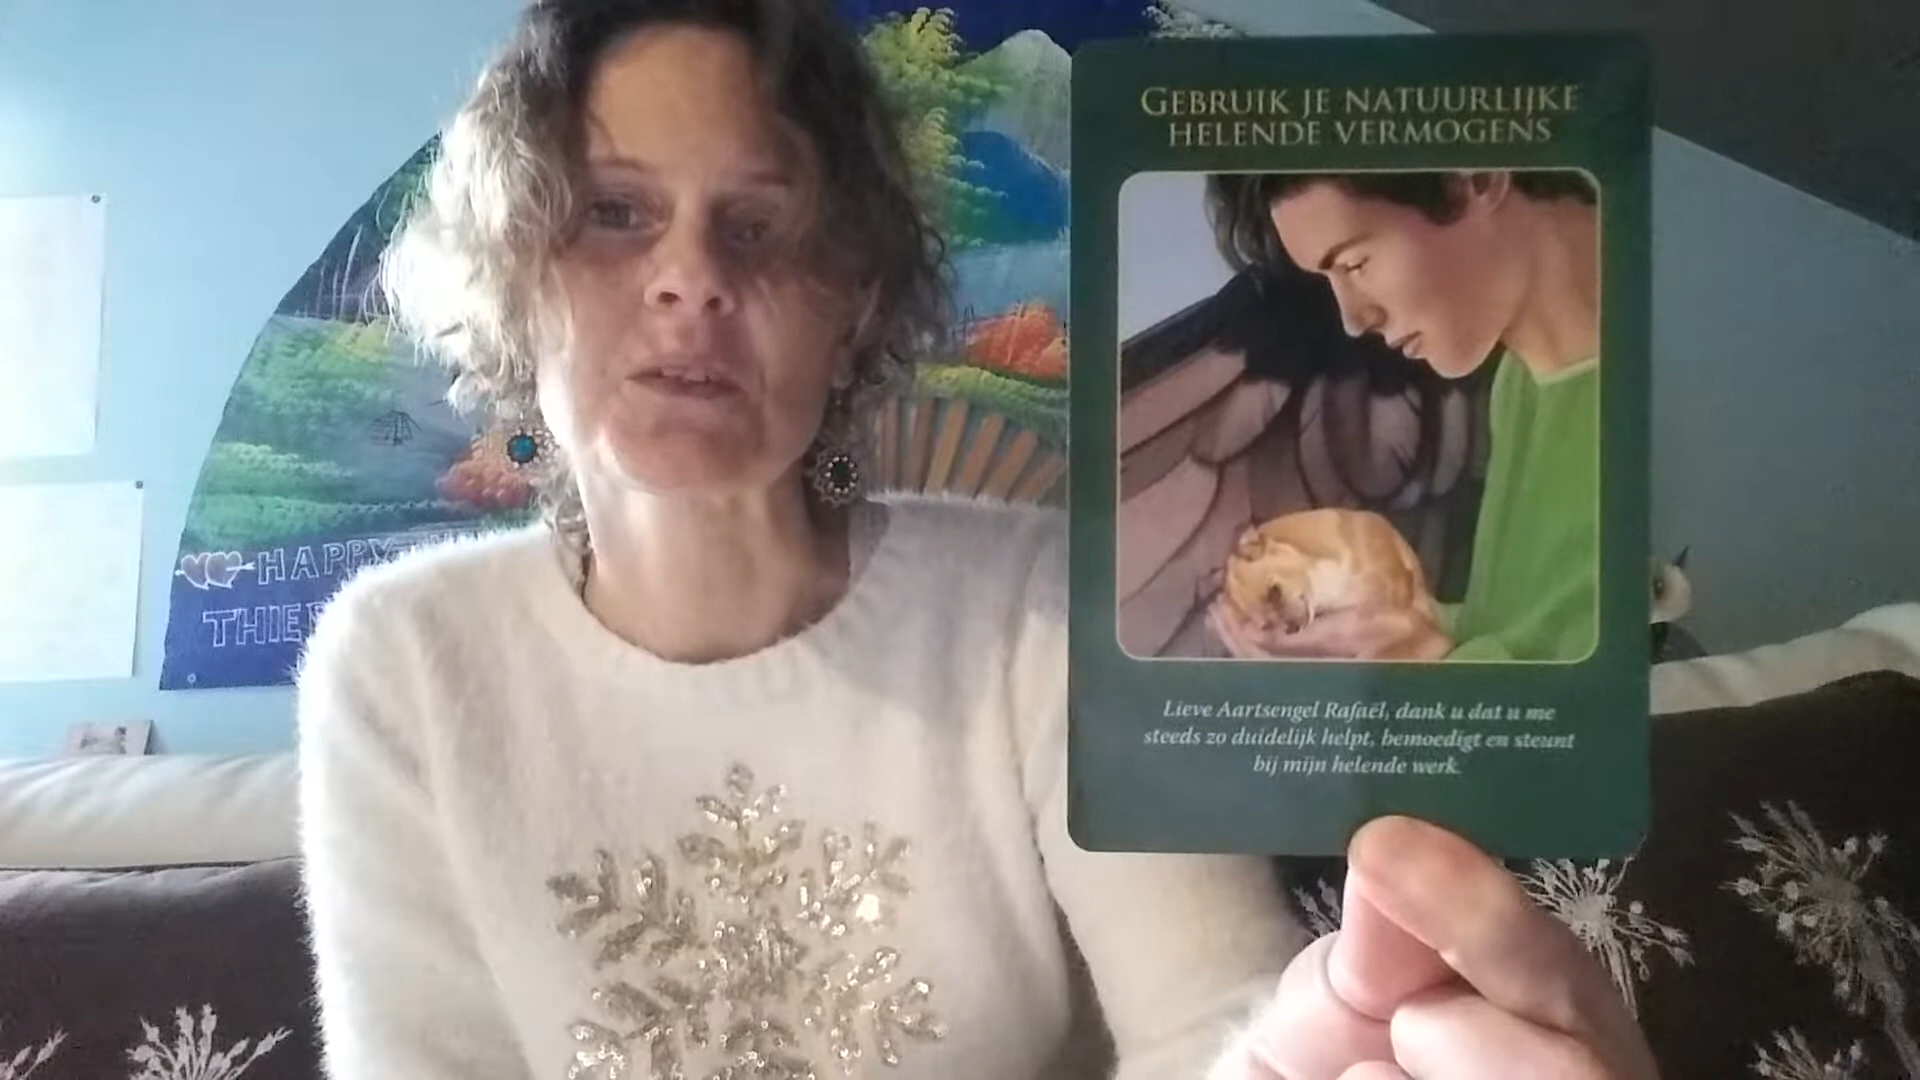 GEBRUIK JE NATUURLIJKE
HELENDE VERMOGENS
Lieve Aartsengel Rafaël, dank u dat u me
steeds zo duidelijk helpt, bemoedigt en steunt
bij mijn helende werk.
HAPPY